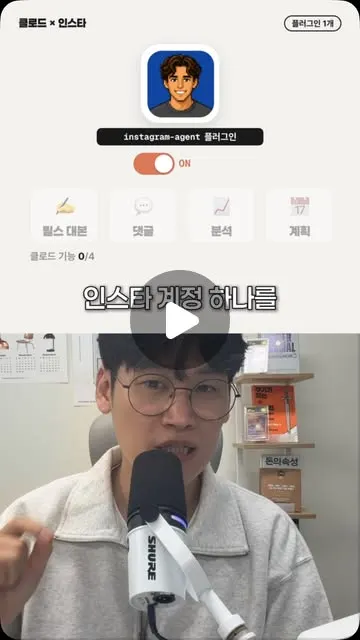 클로드 × 인스타
플러그인 1개
instagram-agent 플러그인
ON
릴스 대본
댓글
분석
계획
17
클로드 기능 0/4
인스타 계정 하나를
돈의속성
SHURE